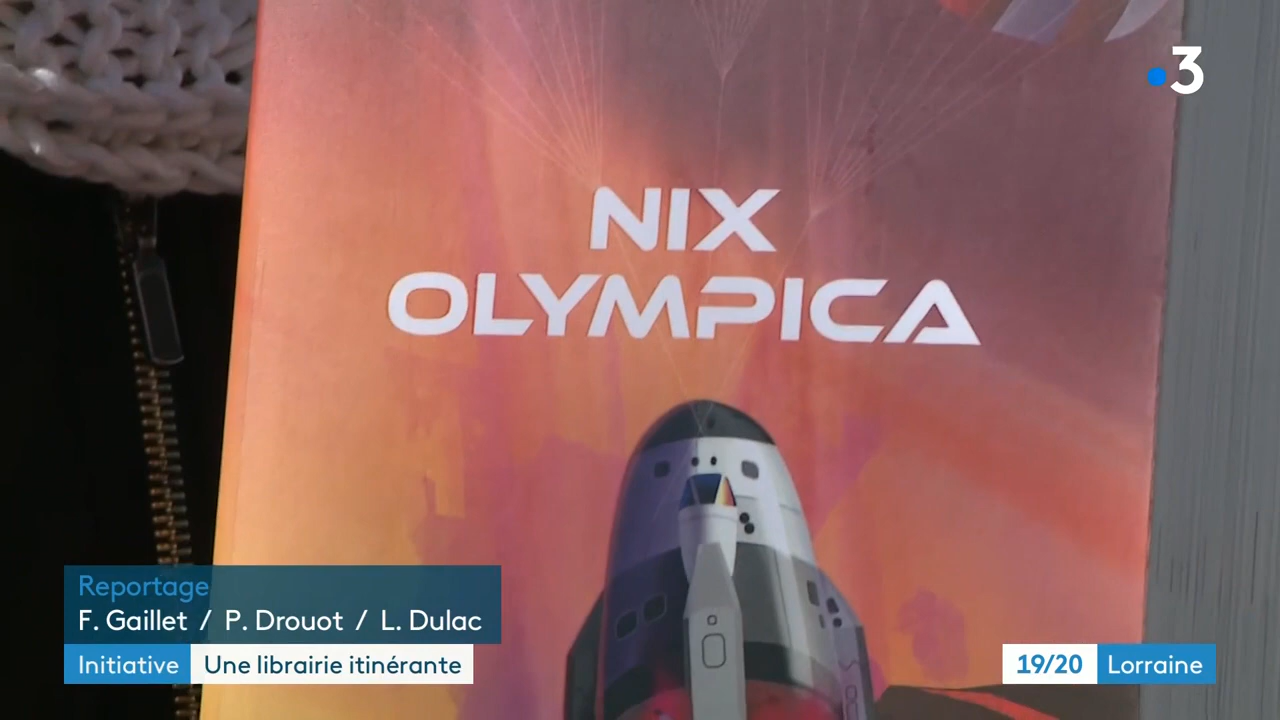 3
NIX
OLYMPICA
Reportage
F. Gaillet / P. Drouot / L. Dulac
Initiative Une librairie itinérante
19/20 Lorraine